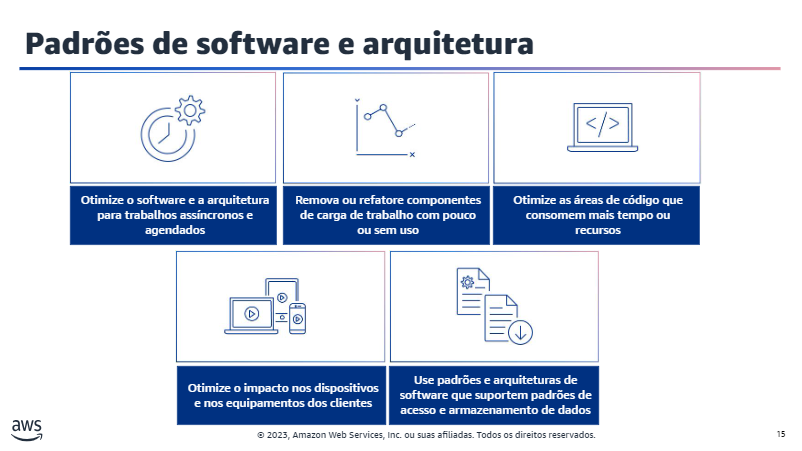 Padrões de software e arquitetura
Otimize o software e a arquitetura
para trabalhos assíncronos e
agendados
Remova ou refatore componentes
de carga de trabalho com pouco
ou sem uso
</>
Otimize as áreas de código que
consomem mais tempo ou
recursos
Otimize o impacto nos dispositivos
e nos equipamentos dos clientes
Use padrões e arquiteturas de
software que suportem padrões de
acesso e armazenamento de dados
aws
© 2023, Amazon Web Services, Inc. ou suas afiliadas. Todos os direitos reservados.
15